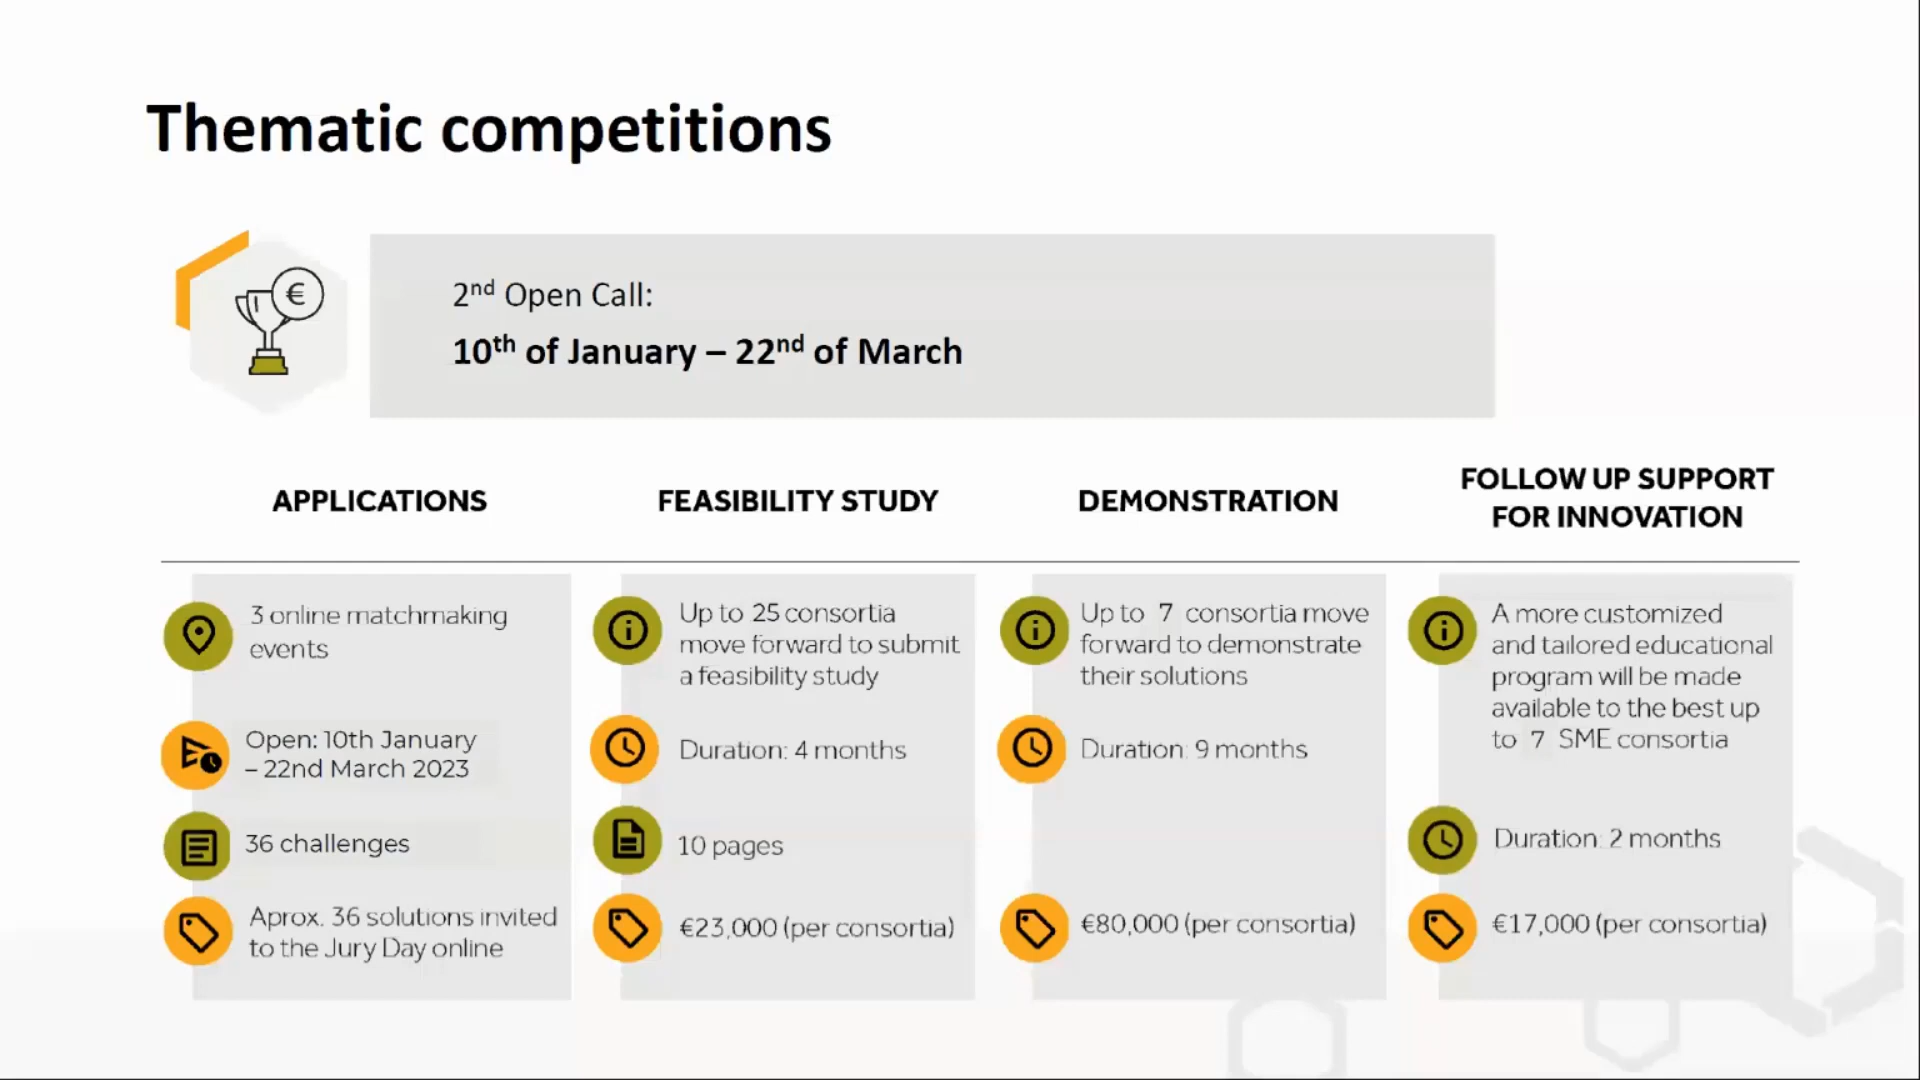 Thematic competitions
€
2nd Open Call:
10th of January – 22nd of March
APPLICATIONS
3 online matchmaking
events
Open: 10th January
– 22nd March 2023
36 challenges
Aprox. 36 solutions invited
to the Jury Day online
FEASIBILITY STUDY
Up to 25 consortia
move forward to submit
a feasibility study
Duration: 4 months
10 pages
€23,000 (per consortia)
DEMONSTRATION
Up to 7 consortia move
forward to demonstrate
their solutions
Duration: 9 months
€80,000 (per consortia)
FOLLOW UP SUPPORT
FOR INNOVATION
A more customized
and tailored educational
program will be made
available to the best up
to 7 SME consortia
Duration: 2 months
€17,000 (per consortia)